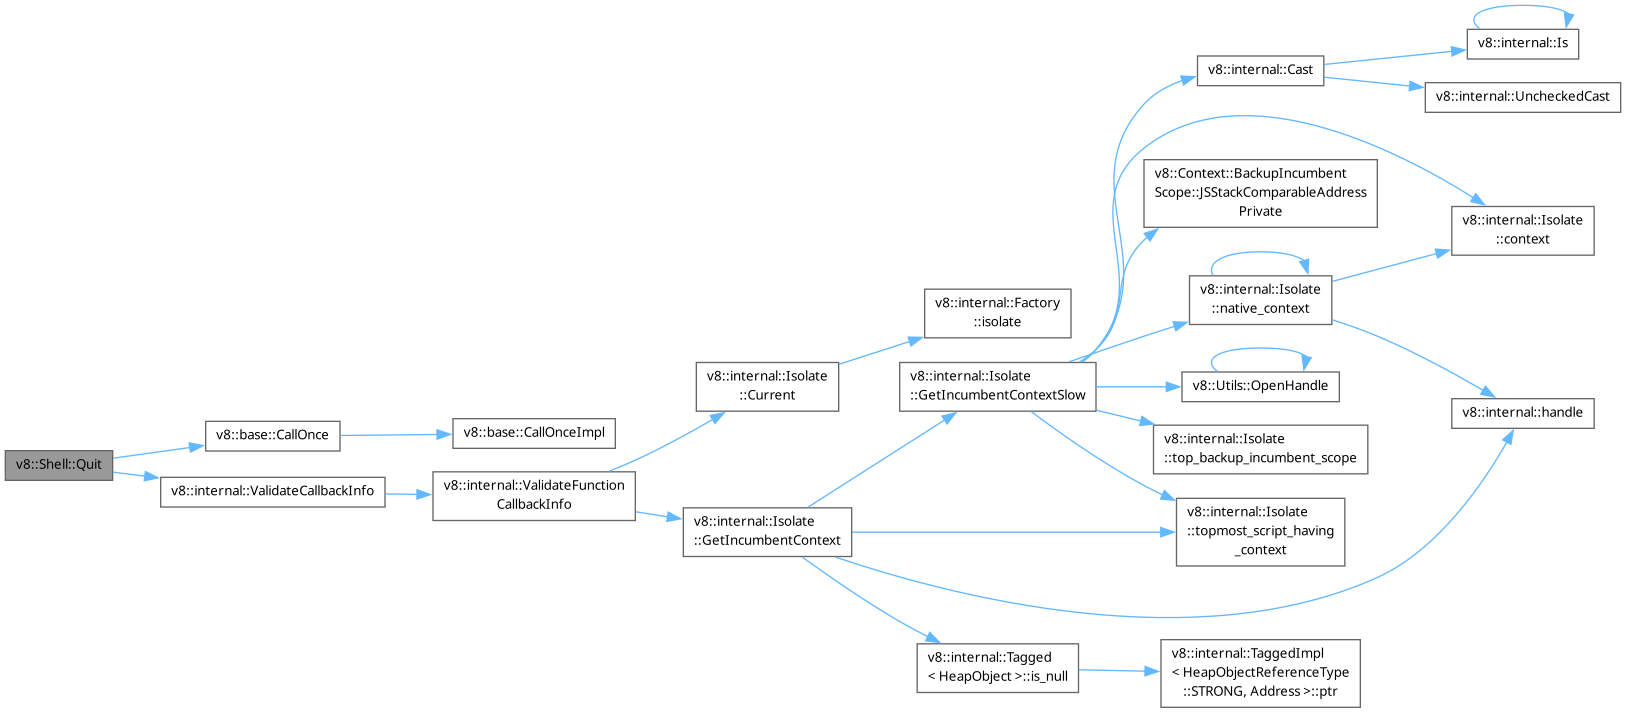 v8::internal::Is
v8::internal::Cast
v8::internal::UncheckedCast
v8::Context::BackupIncumbent
Scope::JSStackComparableAddress
Private
v8::internal::Isolate
::context
v8::internal::Isolate
::native_context
v8::internal::Factory
::isolate
v8::internal::Isolate
::Current
v8::internal::Isolate
::GetIncumbentContextSlow
v8::Utils::OpenHandle
v8::internal::handle
v8::base::CallOnce
v8::base::CallOnceImpl
v8::internal::Isolate
::top_backup_incumbent_scope
v8::Shell::Quit
v8::internal::ValidateCallbackInfo
v8::internal::ValidateFunction
CallbackInfo
v8::internal::Isolate
::GetIncumbentContext
v8::internal::Isolate
::topmost_script_having
_context
v8::internal::Tagged
< HeapObject >::is_null
v8::internal::TaggedImpl
< HeapObjectReferenceType
::STRONG, Address >::ptr